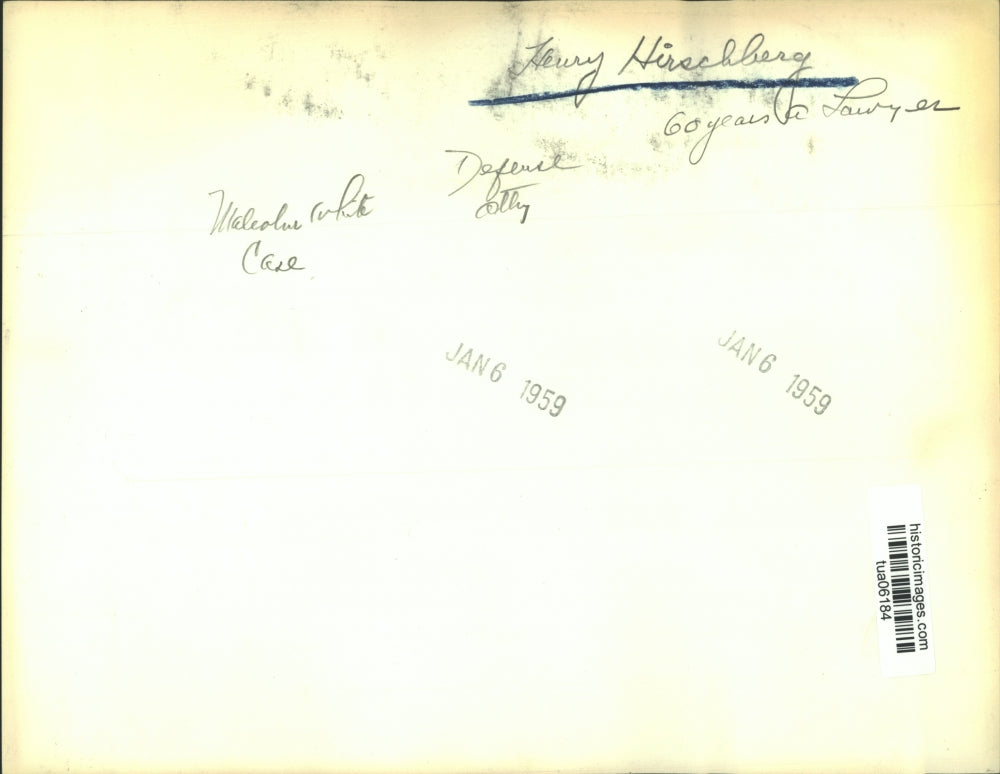 Henry Hirschberg
60 years a Lawyer
Defense
Atty
Malcolm White
Case
JAN 6 1959
JAN 6 1959
historicimages.com
tua06184